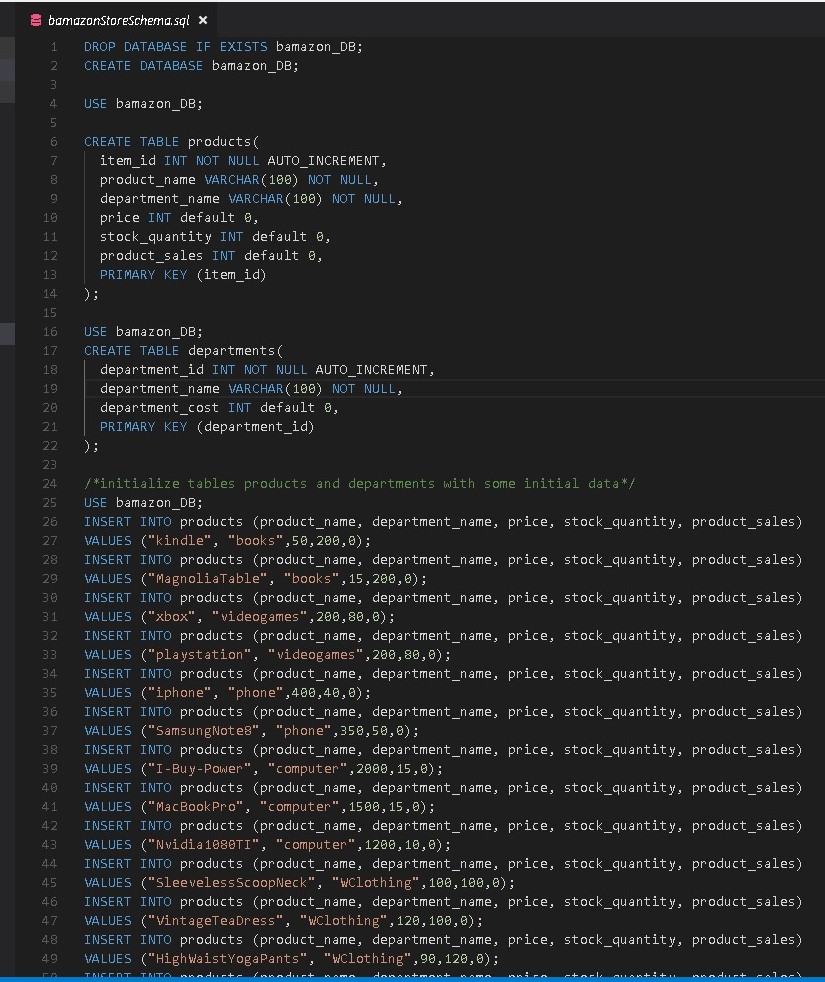 bamazonStoreSchema.sql ×
1 DROP DATABASE IF EXISTS bamazon_DB;
2 CREATE DATABASE bamazon_DB;
3
4 USE bamazon_DB;
5
6 CREATE TABLE products(
7 item_id INT NOT NULL AUTO_INCREMENT,
8 product_name VARCHAR(100) NOT NULL,
9 department_name VARCHAR(100) NOT NULL,
10 price INT default 0,
11 stock_quantity INT default 0,
12 product_sales INT default 0,
13 PRIMARY KEY (item_id)
14 );
15
16 USE bamazon_DB;
17 CREATE TABLE departments(
18 department_id INT NOT NULL AUTO_INCREMENT,
19 department_name VARCHAR(100) NOT NULL,
20 department_cost INT default 0,
21 PRIMARY KEY (department_id)
22 );
23
24 /*initialize tables products and departments with some initial data*/
25 USE bamazon_DB;
26 INSERT INTO products (product_name, department_name, price, stock_quantity, product_sales)
27 VALUES ("kindle", "books",50,200,0);
28 INSERT INTO products (product_name, department_name, price, stock_quantity, product_sales)
29 VALUES ("MagnoliaTable", "books",15,200,0);
30 INSERT INTO products (product_name, department_name, price, stock_quantity, product_sales)
31 VALUES ("xbox", "videogames",200,80,0);
32 INSERT INTO products (product_name, department_name, price, stock_quantity, product_sales)
33 VALUES ("playstation", "videogames",200,80,0);
34 INSERT INTO products (product_name, department_name, price, stock_quantity, product_sales)
35 VALUES ("iphone", "phone",400,40,0);
36 INSERT INTO products (product_name, department_name, price, stock_quantity, product_sales)
37 VALUES ("SamsungNote8", "phone",350,50,0);
38 INSERT INTO products (product_name, department_name, price, stock_quantity, product_sales)
39 VALUES ("I-Buy-Power", "computer",2000,15,0);
40 INSERT INTO products (product_name, department_name, price, stock_quantity, product_sales)
41 VALUES ("MacBookPro", "computer",1500,15,0);
42 INSERT INTO products (product_name, department_name, price, stock_quantity, product_sales)
43 VALUES ("Nvidia1080TI", "computer",1200,10,0);
44 INSERT INTO products (product_name, department_name, price, stock_quantity, product_sales)
45 VALUES ("SleevelessScoopNeck", "WClothing",100,100,0);
46 INSERT INTO products (product_name, department_name, price, stock_quantity, product_sales)
47 VALUES ("VintageTeaDress", "WClothing",120,100,0);
48 INSERT INTO products (product_name, department_name, price, stock_quantity, product_sales)
49 VALUES ("HighWaistYogaPants", "WClothing",90,120,0);
50 INSERT INTO products (product_name, department_name, price, stock_quantity, product_sales)